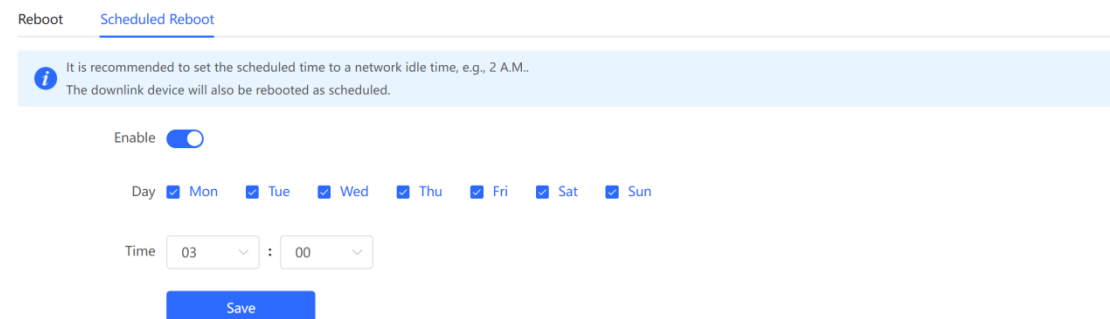 Reboot Scheduled Reboot
It is recommended to set the scheduled time to a network idle time, e.g., 2 A.M..
The downlink device will also be rebooted as scheduled.
Enable
Day Mon Tue Wed Thu Fri Sat Sun
Time 03 : 00
Save